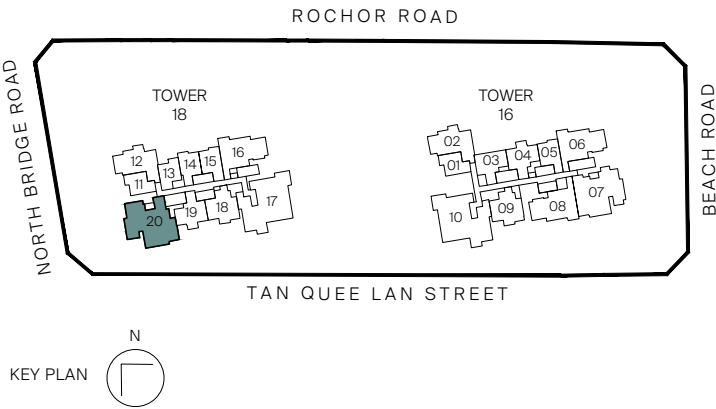 ROCHOR ROAD
NORTH BRIDGE ROAD
BEACH ROAD
TOWER
18
TOWER
16
12
11
13
14
15
16
20
19
18
17
02
01
03
04
05
06
10
09
08
07
TAN QUEE LAN STREET
N
KEY PLAN